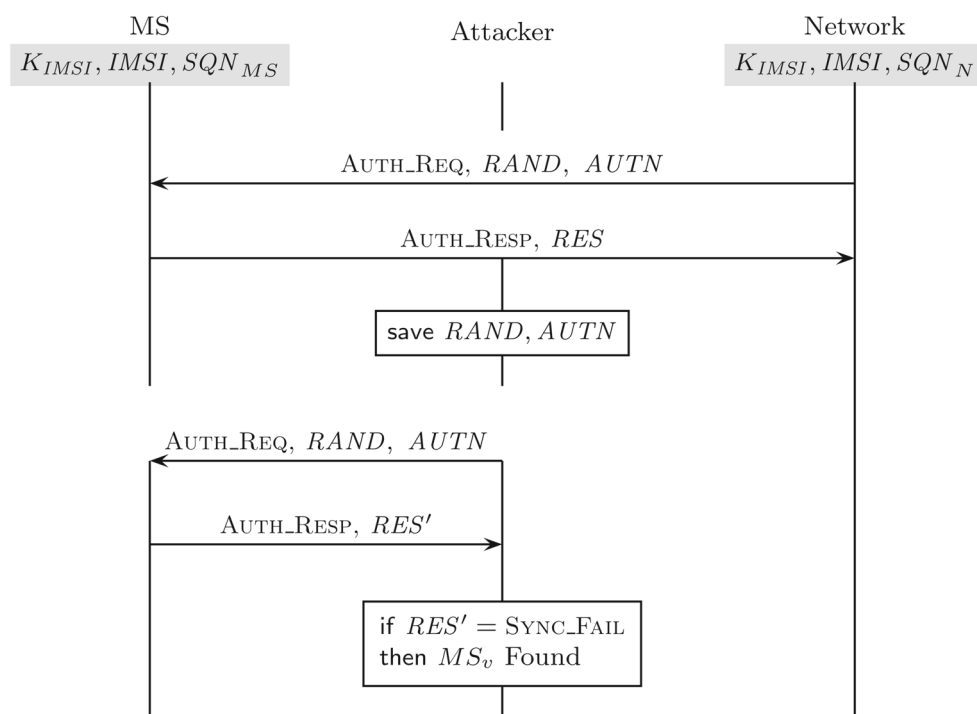 MS Attacker Network
K_IMSI, IMSI, SQN_MS K_IMSI, IMSI, SQN_N
AUTH_REQ, RAND, AUTN
AUTH_RESP, RES
save RAND, AUTN
AUTH_REQ, RAND, AUTN
AUTH_RESP, RES′
if RES′ = SYNC_FAIL
then MS_v Found